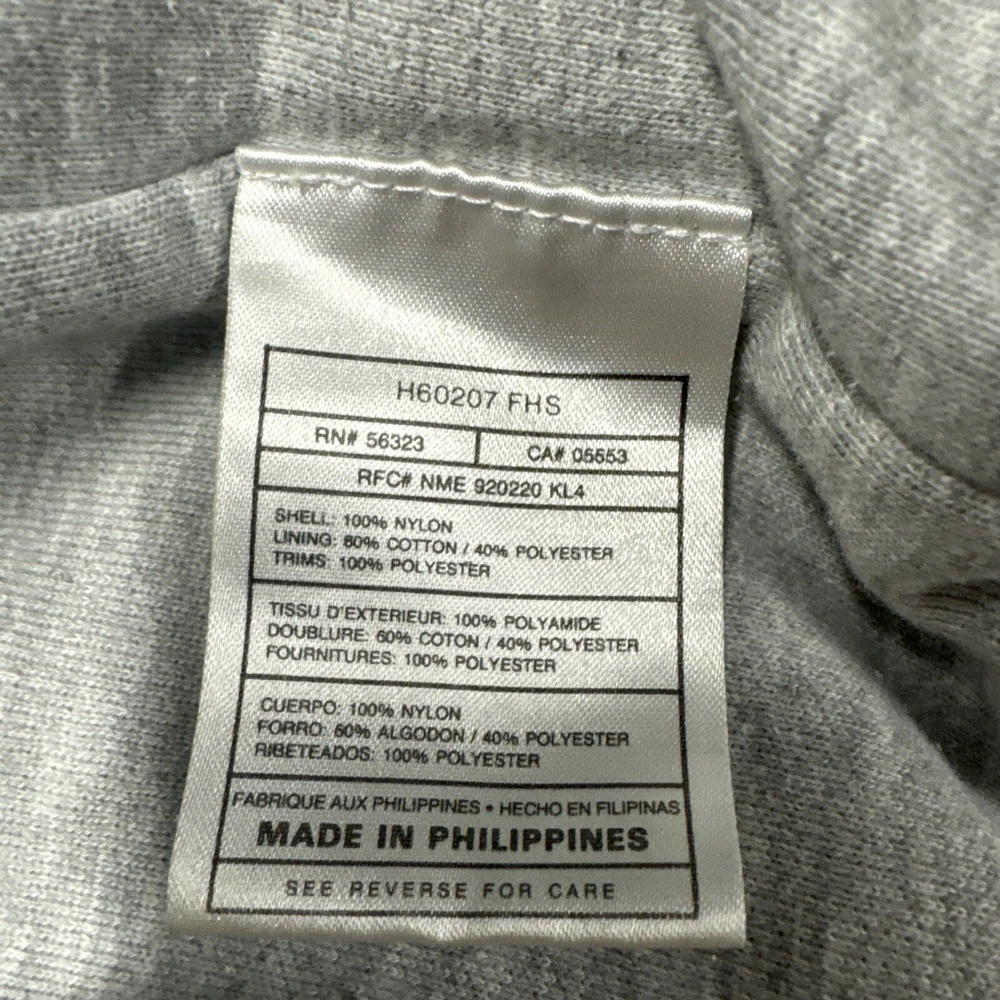 H60207 FHS
RN# 56323
CA# 05553
RFC# NME 920220 KL4
SHELL: 100% NYLON
LINING: 60% COTTON / 40% POLYESTER
TRIMS: 100% POLYESTER
TISSU D'EXTERIEUR: 100% POLYAMIDE
DOUBLURE: 60% COTON / 40% POLYESTER
FOURNITURES: 100% POLYESTER
CUERPO: 100% NYLON
FORRO: 60% ALGODON / 40% POLYESTER
RIBETEADOS: 100% POLYESTER
FABRIQUE AUX PHILIPPINES • HECHO EN FILIPINAS
MADE IN PHILIPPINES
SEE REVERSE FOR CARE